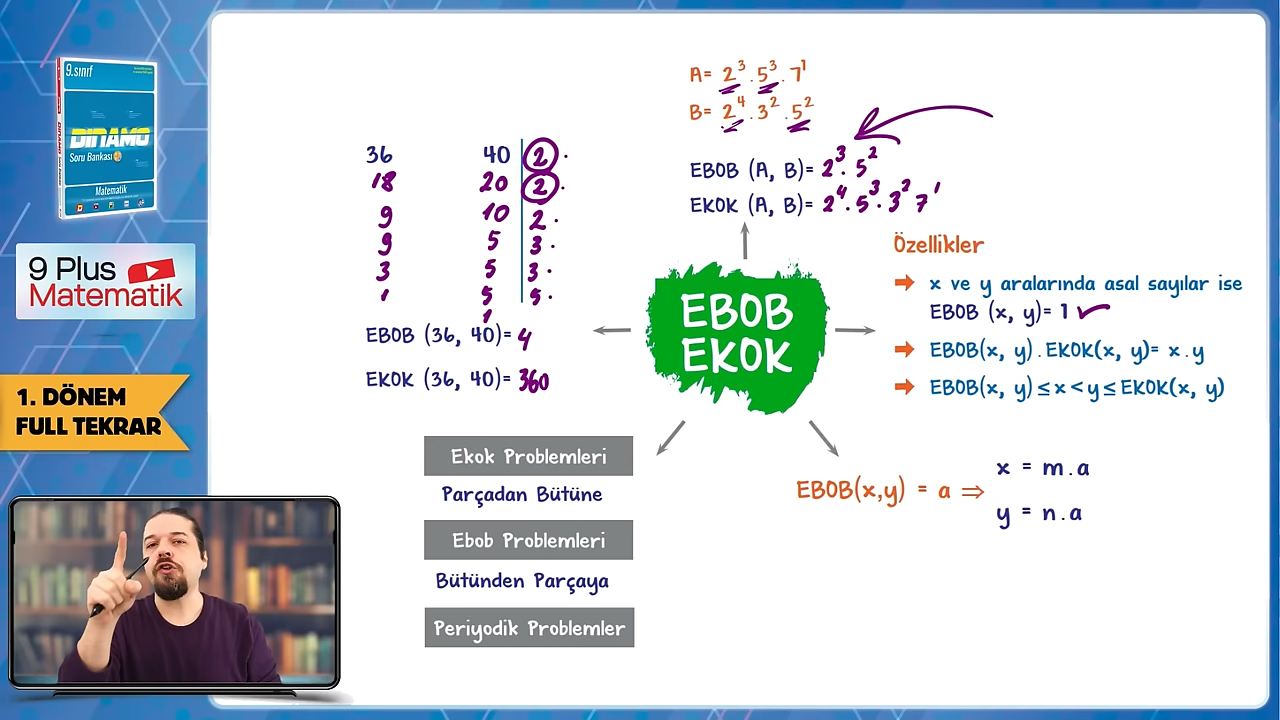 9.sınıf
DINAMO
Soru Bankası
Matematik
9 Plus
Matematik
1. DÖNEM
FULL TEKRAR
36 40 2 .
18 20 2 .
9 10 2 .
9 5 3 .
3 5 3 .
1 5 5 .
1
EBOB (36, 40)= 4
EKOK (36, 40)= 360
A= 2³.5³.7¹
B= 2⁴.3².5²
EBOB (A, B)= 2³.5²
EKOK (A, B)= 2⁴.5³.3².7¹
EBOB
EKOK
Özellikler
x ve y aralarında asal sayılar ise
EBOB (x, y)= 1 ✓
EBOB(x, y).EKOK(x, y)= x.y
EBOB(x, y)≤x<y≤EKOK(x, y)
Ekok Problemleri
Parçadan Bütüne
Ebob Problemleri
Bütünden Parçaya
Periyodik Problemler
EBOB(x,y) = a ⇒
x = m.a
y = n.a